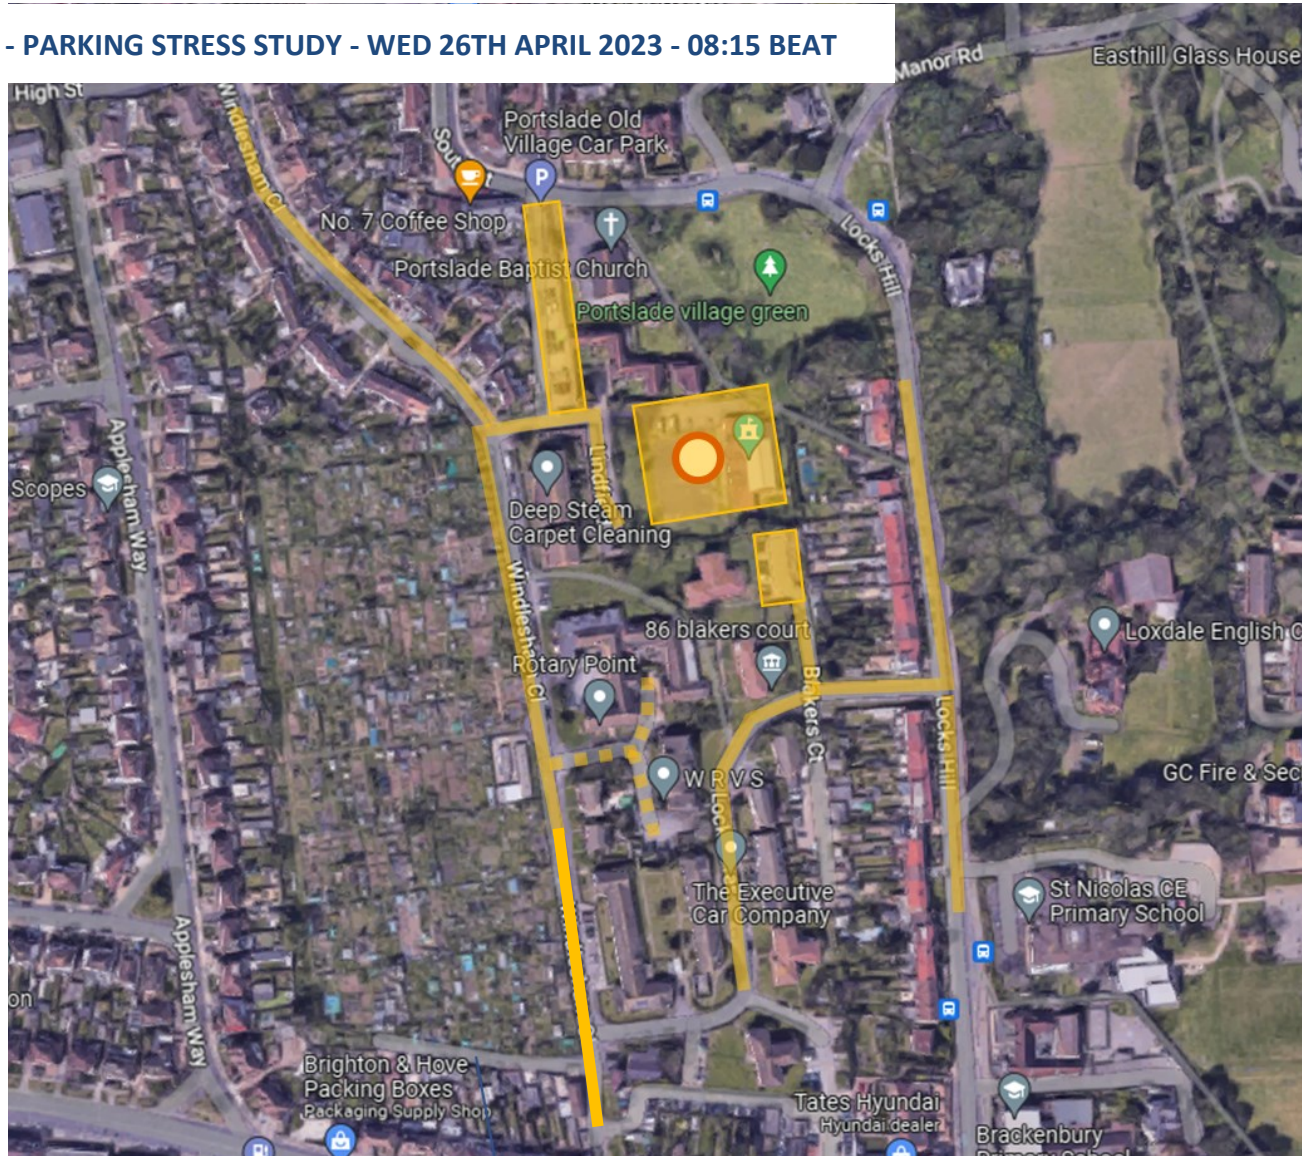 - PARKING STRESS STUDY - WED 26TH APRIL 2023 - 08:15 BEAT
Manor Rd
Easthill Glass House
High St
Windlesham Cl
Portslade Old
Village Car Park
P
No. 7 Coffee Shop
Locks Hill
Portslade Baptist Church
Portslade village green
Applesham Way
Scopes
Deep Steam
Carpet Cleaning
Windlesham Cl
86 blakers court
Loxdale English C
Rotary Point
Blakers Ct
Locks Hill
W R V S
GC Fire & Sec
The Executive
Car Company
St Nicolas CE
Primary School
Applesham Way
on
Brighton & Hove
Packing Boxes
Packaging Supply Shop
Tates Hyundai
Hyundai dealer
Brackenbury
Primary School